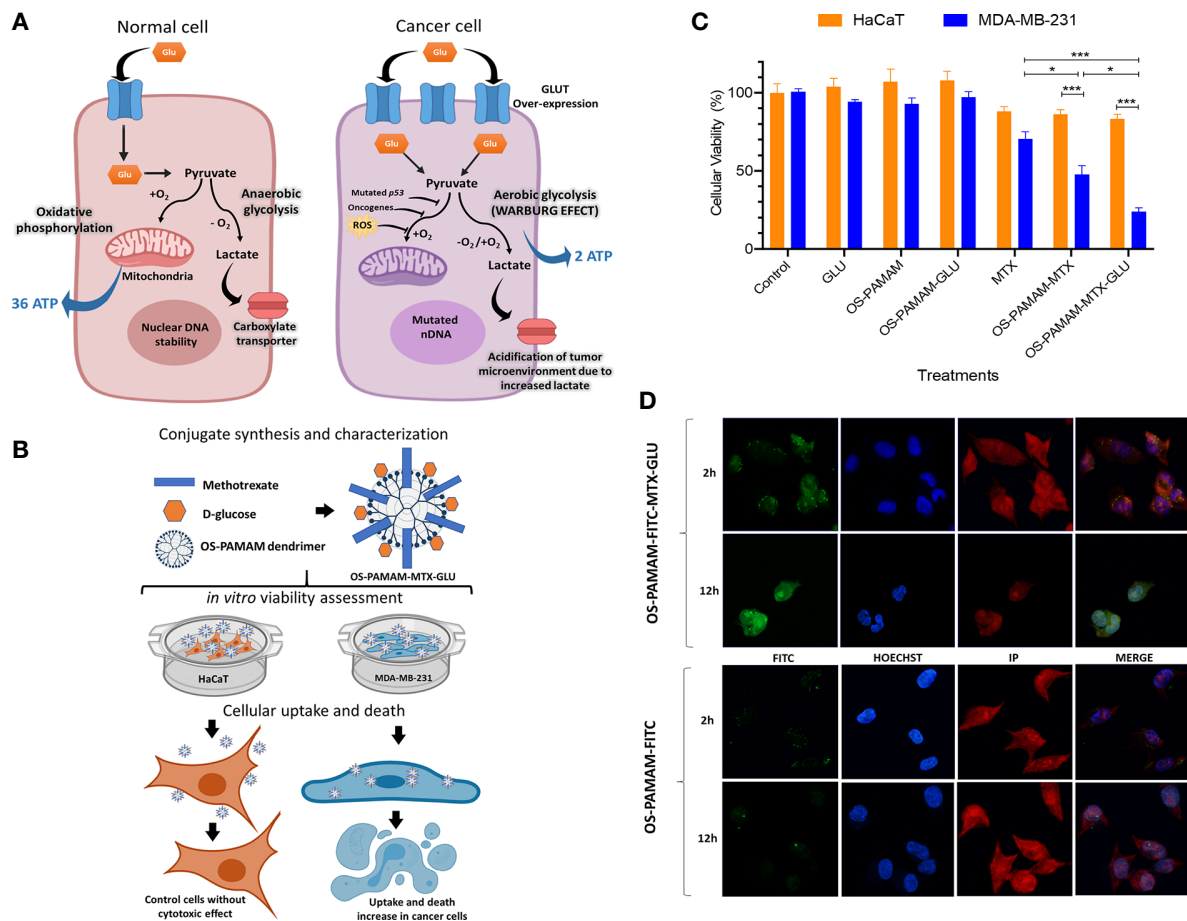 A
Normal cell
Glu
Glu
Pyruvate
+O2
Oxidative
phosphorylation
Anaerobic
glycolysis
- O2
Lactate
Mitochondria
36 ATP
Nuclear DNA
stability
Carboxylate
transporter
Cancer cell
Glu
GLUT
Over-expression
Glu
Glu
Pyruvate
Mutated p53
Oncogenes
ROS
+O2
Aerobic glycolysis
(WARBURG EFECT)
-O2/+O2
2 ATP
Lactate
Mutated
nDNA
Acidification of tumor
microenvironment due to
increased lactate
B
Conjugate synthesis and characterization
Methotrexate
D-glucose
OS-PAMAM dendrimer
OS-PAMAM-MTX-GLU
in vitro viability assessment
HaCaT
MDA-MB-231
Cellular uptake and death
Control cells without
cytotoxic effect
Uptake and death
increase in cancer cells
C
HaCaT
MDA-MB-231
***
*
*
***
***
Cellular Viability (%)
100
50
0
Control
GLU
OS-PAMAM
OS-PAMAM-GLU
MTX
OS-PAMAM-MTX
OS-PAMAM-MTX-GLU
Treatments
D
OS-PAMAM-FITC-MTX-GLU
2h
12h
FITC
HOECHST
IP
MERGE
OS-PAMAM-FITC
2h
12h